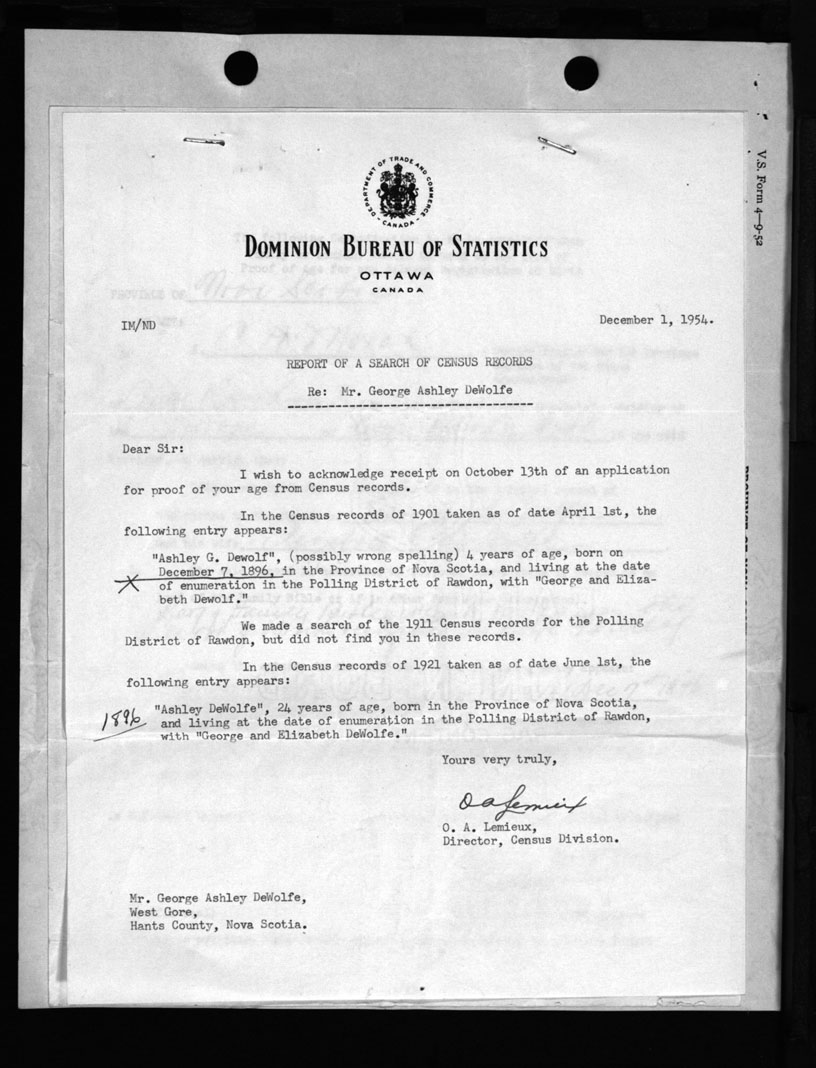 V.S. Form 4—9-52
DEPARTMENT OF TRADE AND COMMERCE
CANADA
DOMINION BUREAU OF STATISTICS
OTTAWA
CANADA
PROVINCE OF Nova Scotia
IM/ND
December 1, 1954.
REPORT OF A SEARCH OF CENSUS RECORDS
Re: Mr. George Ashley DeWolfe
Dear Sir:
I wish to acknowledge receipt on October 13th of an application
for proof of your age from Census records.
In the Census records of 1901 taken as of date April 1st, the
following entry appears:
"Ashley G. Dewolf", (possibly wrong spelling) 4 years of age, born on
December 7, 1896, in the Province of Nova Scotia, and living at the date
X of enumeration in the Polling District of Rawdon, with "George and Eliza-
beth Dewolf."
We made a search of the 1911 Census records for the Polling
District of Rawdon, but did not find you in these records.
In the Census records of 1921 taken as of date June 1st, the
following entry appears:
"Ashley DeWolfe", 24 years of age, born in the Province of Nova Scotia,
1896 and living at the date of enumeration in the Polling District of Rawdon,
with "George and Elizabeth DeWolfe."
Yours very truly,
O A Lemieux
O. A. Lemieux,
Director, Census Division.
Mr. George Ashley DeWolfe,
West Gore,
Hants County, Nova Scotia.